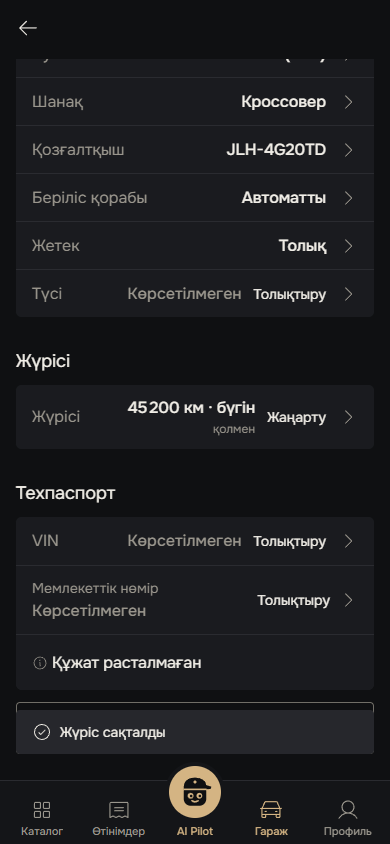 Шанақ Кроссовер
Қозғалтқыш JLH-4G20TD
Беріліс қорабы Автоматты
Жетек Толық
Түсі Көрсетілмеген Толықтыру
Жүрісі
Жүрісі 45 200 км · бүгін Жаңарту
қолмен
Техпаспорт
VIN Көрсетілмеген Толықтыру
Мемлекеттік нөмір
Көрсетілмеген Толықтыру
Құжат расталмаған
Жүріс сақталды
Каталог Өтінімдер AI Pilot Гараж Профиль